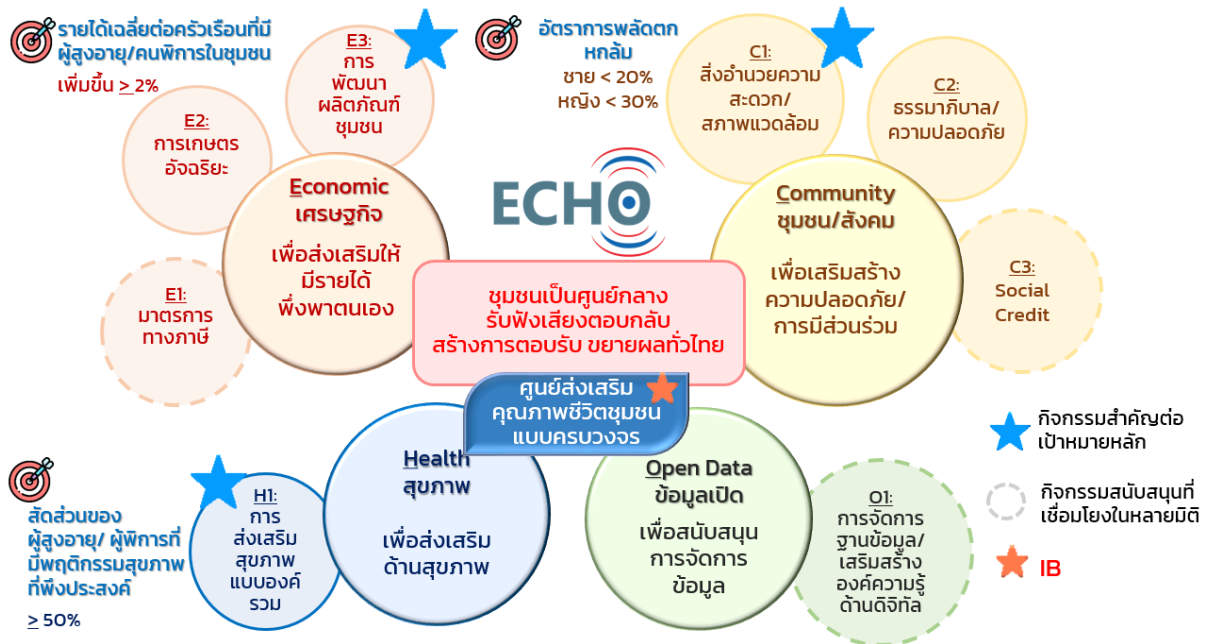 รายได้เฉลี่ยต่อครัวเรือนที่มี
ผู้สูงอายุ/คนพิการในชุมชน
เพิ่มขึ้น > 2%
E3:
การ
พัฒนา
ผลิตภัณฑ์
ชุมชน
E2:
การเกษตร
อัจฉริยะ
E1:
มาตรการ
ทางภาษี
Economic
เศรษฐกิจ
เพื่อส่งเสริมให้
มีรายได้
พึ่งพาตนเอง
อัตราการพลัดตก
หกล้ม
ชาย < 20%
หญิง < 30%
C1:
สิ่งอำนวยความ
สะดวก/
สภาพแวดล้อม
C2:
ธรรมาภิบาล/
ความปลอดภัย
C3:
Social
Credit
Community
ชุมชน/สังคม
เพื่อเสริมสร้าง
ความปลอดภัย/
การมีส่วนร่วม
ECHO
ชุมชนเป็นศูนย์กลาง
รับฟังเสียงตอบกลับ
สร้างการตอบรับ ขยายผลทั่วไทย
ศูนย์ส่งเสริม
คุณภาพชีวิตชุมชน
แบบครบวงจร
สัดส่วนของ
ผู้สูงอายุ/ ผู้พิการที่
มีพฤติกรรมสุขภาพ
ที่พึงประสงค์
> 50%
H1:
การ
ส่งเสริม
สุขภาพ
แบบองค์
รวม
Health
สุขภาพ
เพื่อส่งเสริม
ด้านสุขภาพ
Open Data
ข้อมูลเปิด
เพื่อสนับสนุน
การจัดการ
ข้อมูล
O1:
การจัดการ
ฐานข้อมูล/
เสริมสร้าง
องค์ความรู้
ด้านดิจิทัล
กิจกรรมสำคัญต่อ
เป้าหมายหลัก
กิจกรรมสนับสนุนที่
เชื่อมโยงในหลายมิติ
IB